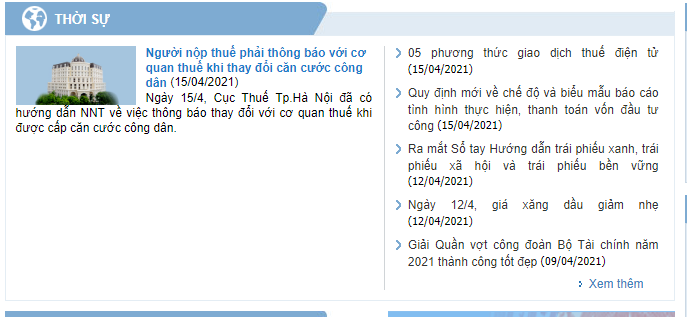 THỜI SỰ
Người nộp thuế phải thông báo với cơ
quan thuế khi thay đổi căn cước công
dân (15/04/2021)
Ngày 15/4, Cục Thuế Tp.Hà Nội đã có
hướng dẫn NNT về việc thông báo thay đổi với cơ quan thuế khi
được cấp căn cước công dân.
05 phương thức giao dịch thuế điện tử
(15/04/2021)
Quy định mới về chế độ và biểu mẫu báo cáo
tình hình thực hiện, thanh toán vốn đầu tư
công (15/04/2021)
Ra mắt Sổ tay Hướng dẫn trái phiếu xanh, trái
phiếu xã hội và trái phiếu bền vững
(12/04/2021)
Ngày 12/4, giá xăng dầu giảm nhẹ
(12/04/2021)
Giải Quần vợt công đoàn Bộ Tài chính năm
2021 thành công tốt đẹp (09/04/2021)
Xem thêm